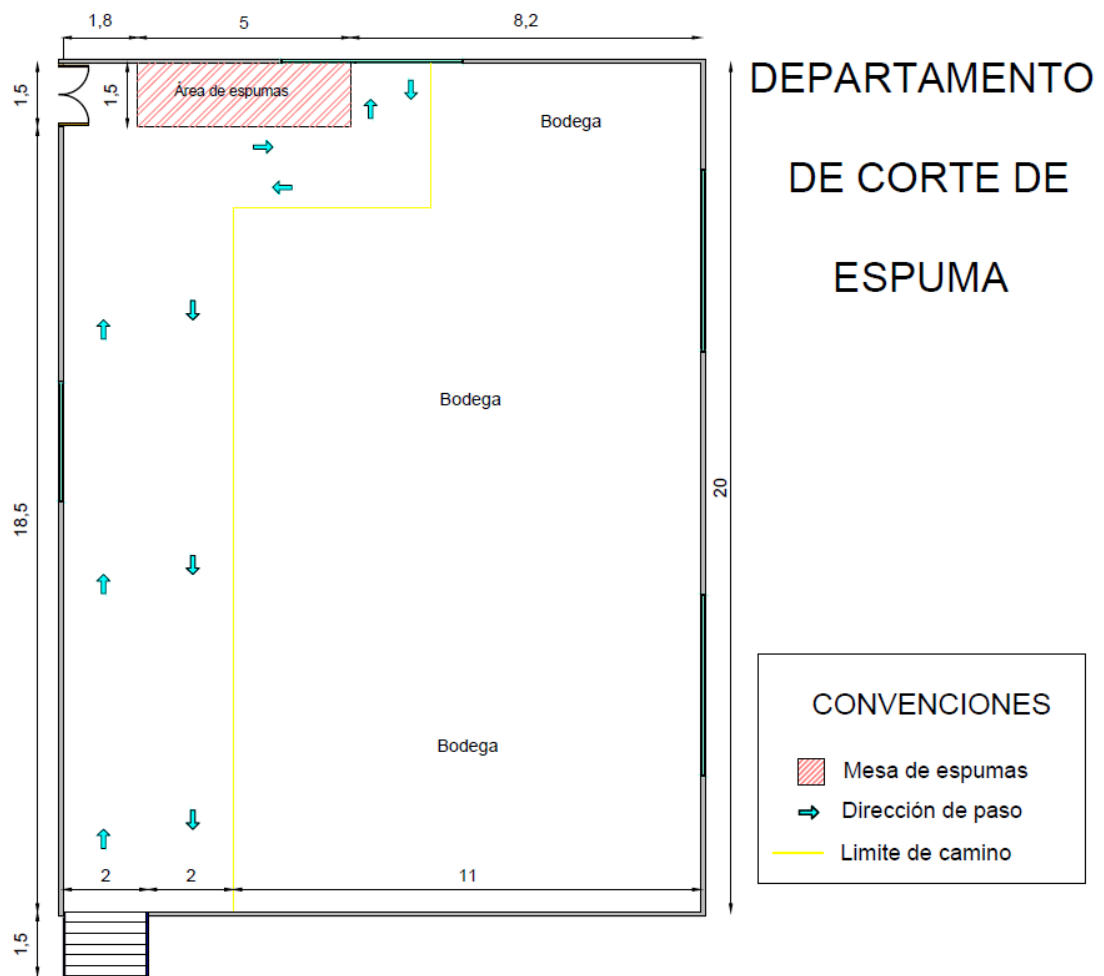 1,8
5
8,2
DEPARTAMENTO
DE CORTE DE
ESPUMA
1,5
1,5
Área de espumas
Bodega
Bodega
18,5
20
Bodega
2
2
11
1,5
CONVENCIONES
Mesa de espumas
Dirección de paso
Limite de camino